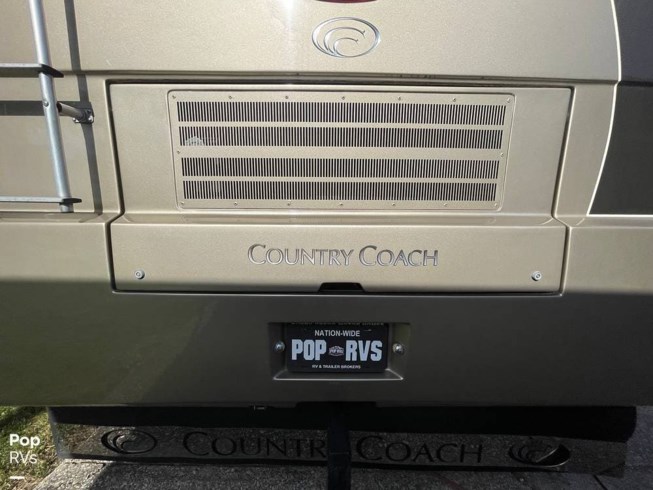 COUNTRY COACH
NATION-WIDE
POP RVS
RV & TRAILER BROKERS
COUNTRY COACH
Pop
RVs